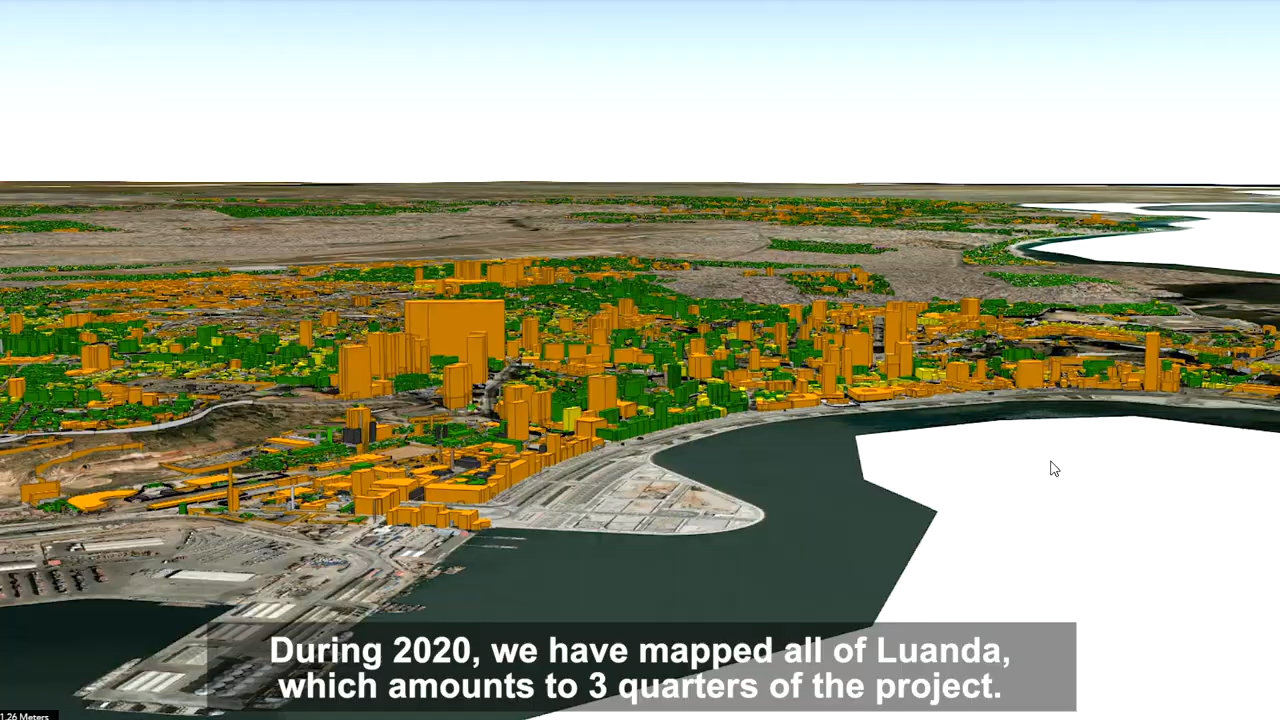 During 2020, we have mapped all of Luanda,
which amounts to 3 quarters of the project.
1.26 Meters